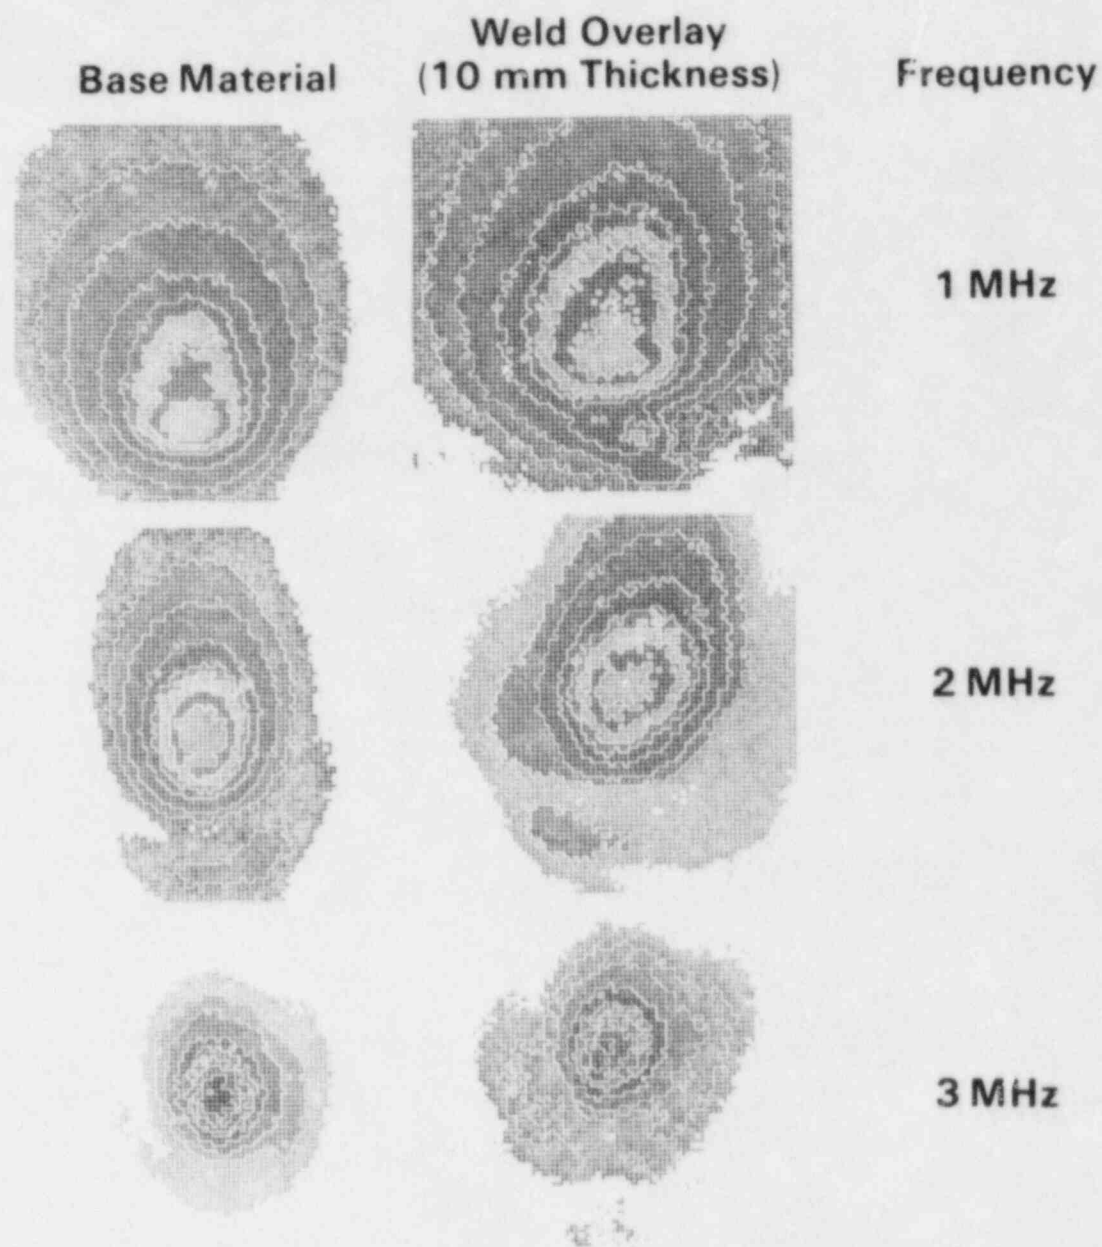 Weld Overlay
Base Material (10 mm Thickness) Frequency
1 MHz
2 MHz
3 MHz